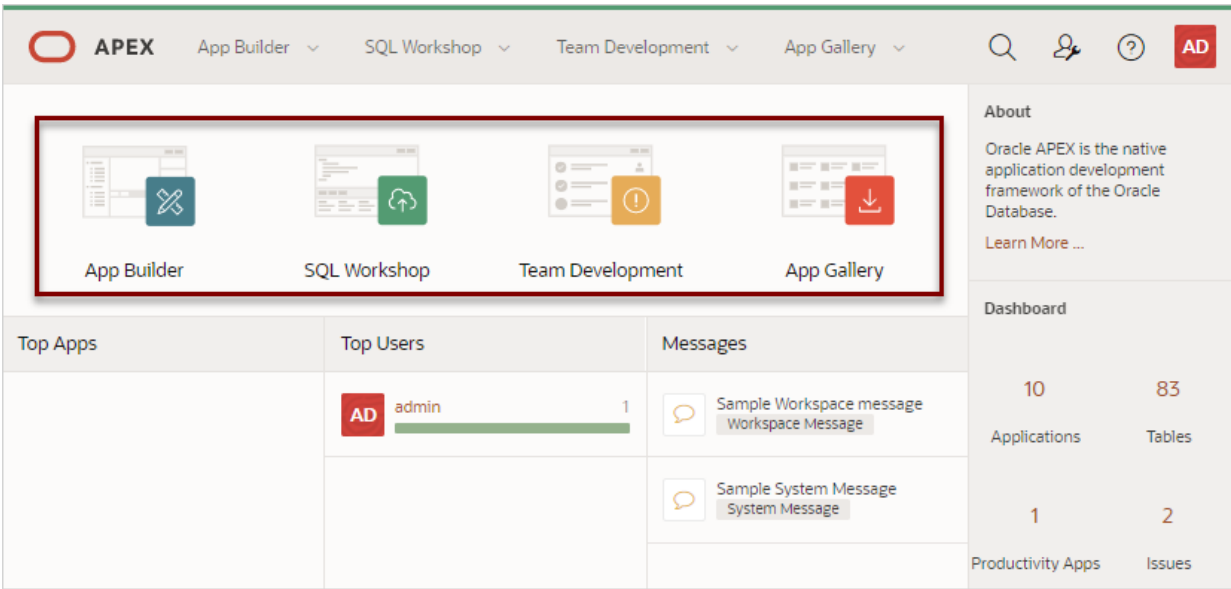 APEX App Builder SQL Workshop Team Development App Gallery AD
App Builder SQL Workshop Team Development App Gallery
About
Oracle APEX is the native
application development
framework of the Oracle
Database.
Learn More ...
Top Apps Top Users Messages
AD admin 1
Sample Workspace message
Workspace Message
Sample System Message
System Message
Dashboard
10 83
Applications Tables
1 2
Productivity Apps Issues